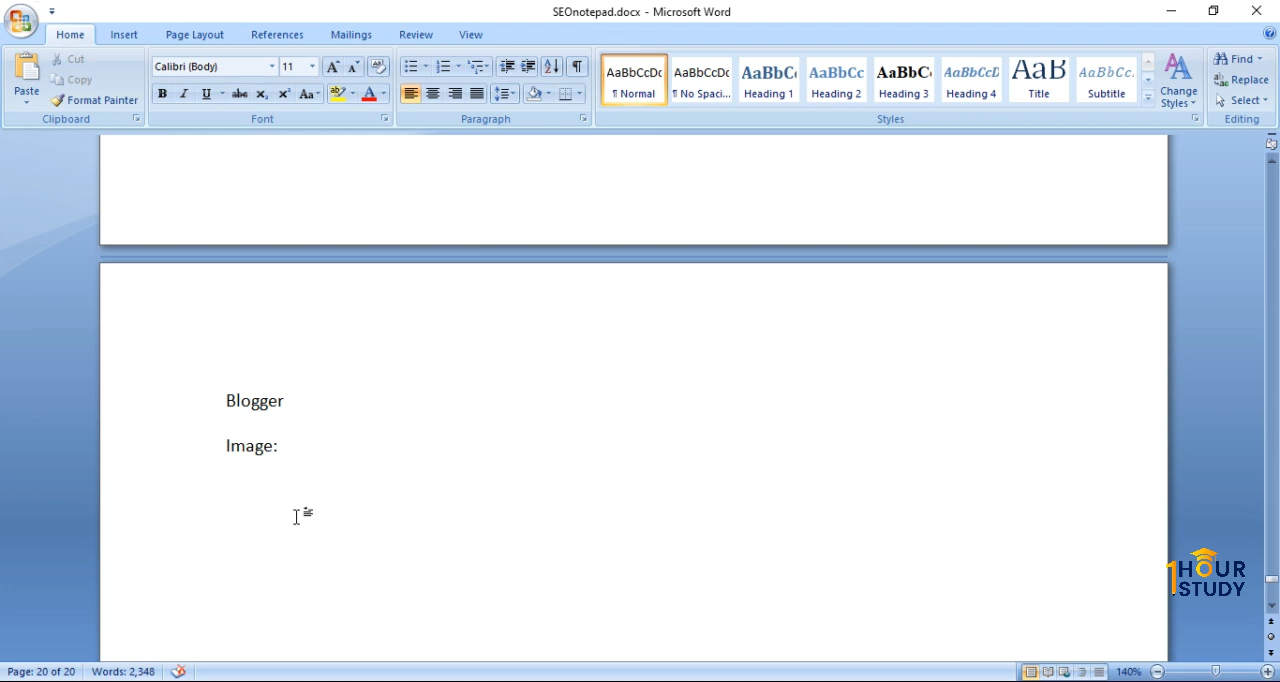 SEOnotepad.docx - Microsoft Word
Home Insert Page Layout References Mailings Review View
Paste
Cut
Copy
Format Painter
Clipboard
Calibri (Body) 11
Font
Paragraph
AaBbCcDc AaBbCcDc AaBbC AaBbCc AaBbC AaBbCcD AaB AaBbCc.
¶ Normal ¶ No Spaci... Heading 1 Heading 2 Heading 3 Heading 4 Title Subtitle
Change
Styles
Styles
Find
Replace
Select
Editing
Blogger
Image:
1HOUR
STUDY
Page: 20 of 20 Words: 2,348 140%